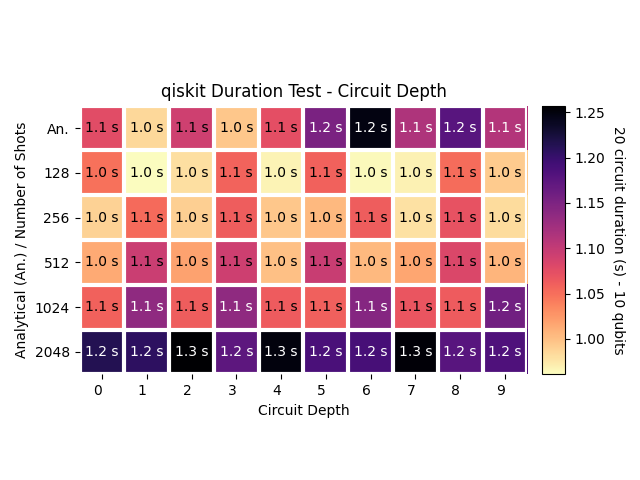 qiskit Duration Test - Circuit Depth
An. 1.1 s 1.0 s 1.1 s 1.0 s 1.1 s 1.2 s 1.2 s 1.1 s 1.2 s 1.1 s
128 1.0 s 1.0 s 1.0 s 1.1 s 1.0 s 1.1 s 1.0 s 1.0 s 1.1 s 1.0 s
256 1.0 s 1.1 s 1.0 s 1.1 s 1.0 s 1.0 s 1.1 s 1.0 s 1.1 s 1.0 s
512 1.0 s 1.1 s 1.0 s 1.1 s 1.0 s 1.1 s 1.0 s 1.0 s 1.1 s 1.0 s
1024 1.1 s 1.1 s 1.1 s 1.1 s 1.1 s 1.1 s 1.1 s 1.1 s 1.1 s 1.2 s
2048 1.2 s 1.2 s 1.3 s 1.2 s 1.3 s 1.2 s 1.2 s 1.3 s 1.2 s 1.2 s
0 1 2 3 4 5 6 7 8 9
Circuit Depth
Analytical (An.) / Number of Shots
1.25
1.20
1.15
1.10
1.05
1.00
20 circuit duration (s) - 10 qubits